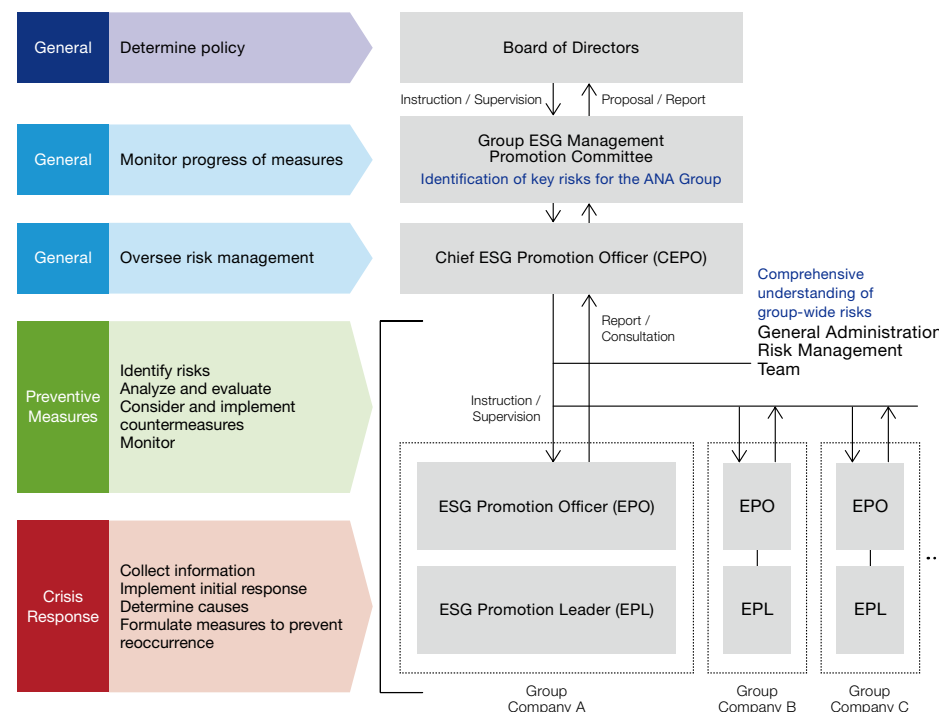 General
Determine policy
Board of Directors
Instruction / Supervision
Proposal / Report
General
Monitor progress of measures
Group ESG Management
Promotion Committee
Identification of key risks for the ANA Group
General
Oversee risk management
Chief ESG Promotion Officer (CEPO)
Comprehensive
understanding of
group-wide risks
General Administration
Risk Management
Team
Report /
Consultation
Instruction /
Supervision
Preventive
Measures
Identify risks
Analyze and evaluate
Consider and implement
countermeasures
Monitor
ESG Promotion Officer (EPO)
EPO
EPO
Crisis
Response
Collect information
Implement initial response
Determine causes
Formulate measures to prevent
reoccurrence
ESG Promotion Leader (EPL)
EPL
EPL
Group
Company A
Group
Company B
Group
Company C